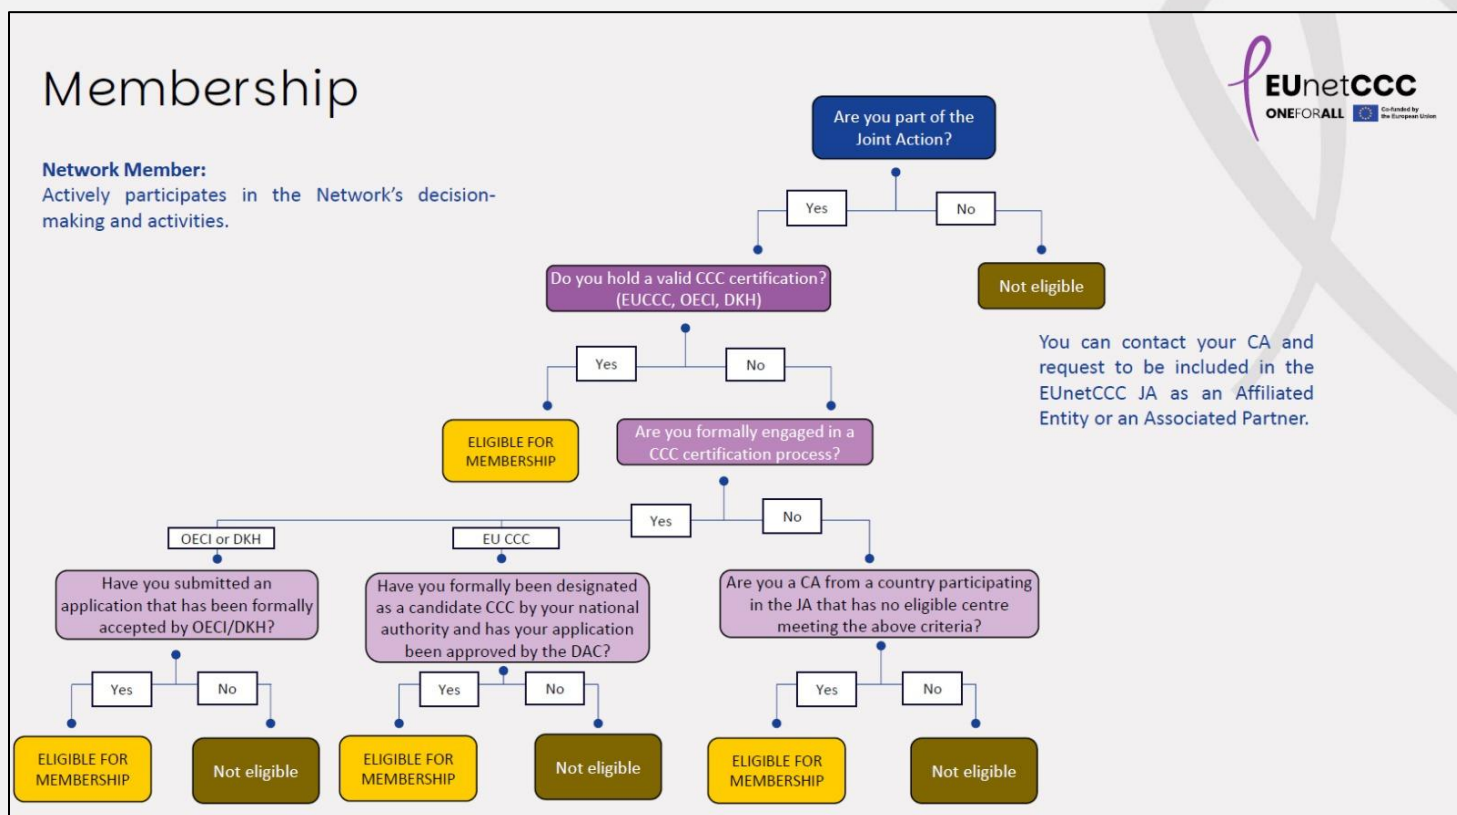 Membership
EUnetCCC
ONEFORALL
Co-funded by
the European Union
Network Member:
Actively participates in the Network's decision-
making and activities.
Are you part of the
Joint Action?
Yes
No
Do you hold a valid CCC certification?
(EUCCC, OECI, DKH)
Not eligible
You can contact your CA and
request to be included in the
EUnetCCC JA as an Affiliated
Entity or an Associated Partner.
Yes
No
ELIGIBLE FOR
MEMBERSHIP
Are you formally engaged in a
CCC certification process?
Yes
No
OECI or DKH
EU CCC
Have you submitted an
application that has been formally
accepted by OECI/DKH?
Have you formally been designated
as a candidate CCC by your national
authority and has your application
been approved by the DAC?
Are you a CA from a country participating
in the JA that has no eligible centre
meeting the above criteria?
Yes
No
Yes
No
Yes
No
ELIGIBLE FOR
MEMBERSHIP
Not eligible
ELIGIBLE FOR
MEMBERSHIP
Not eligible
ELIGIBLE FOR
MEMBERSHIP
Not eligible